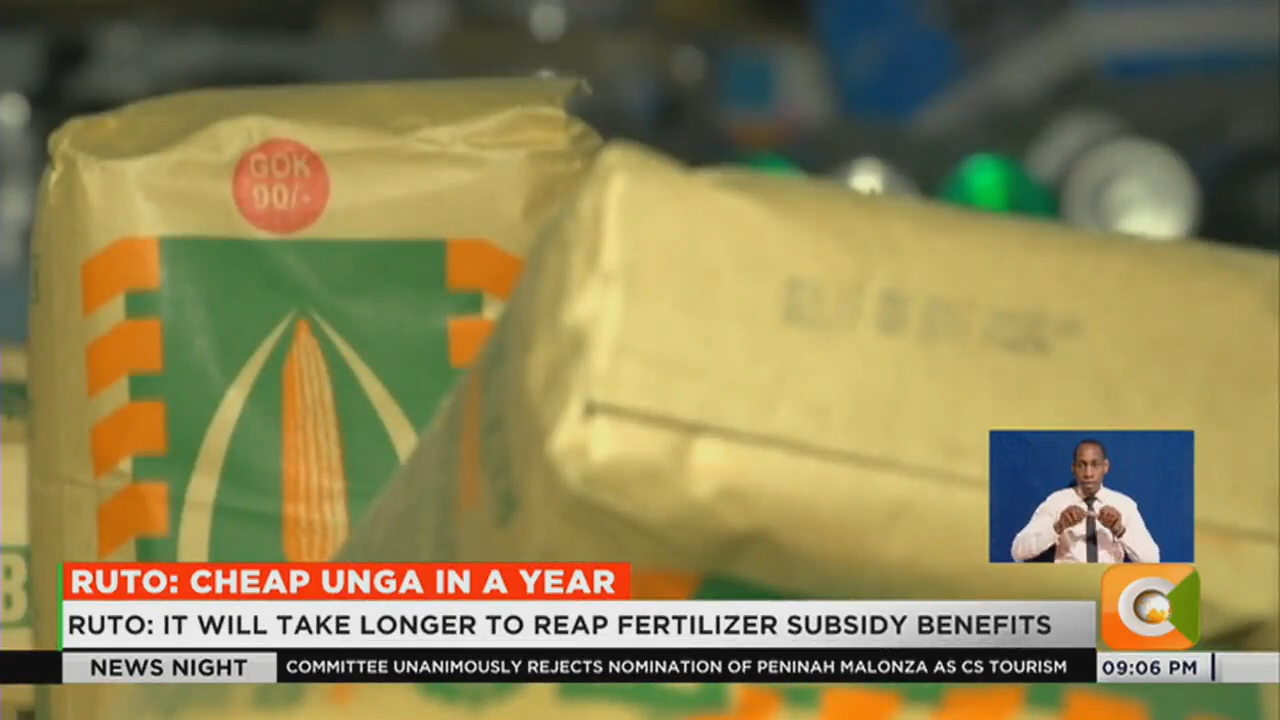 GOK
90/-
RUTO: CHEAP UNGA IN A YEAR
RUTO: IT WILL TAKE LONGER TO REAP FERTILIZER SUBSIDY BENEFITS
NEWS NIGHT
COMMITTEE UNANIMOUSLY REJECTS NOMINATION OF PENINAH MALONZA AS CS TOURISM
09:06 PM